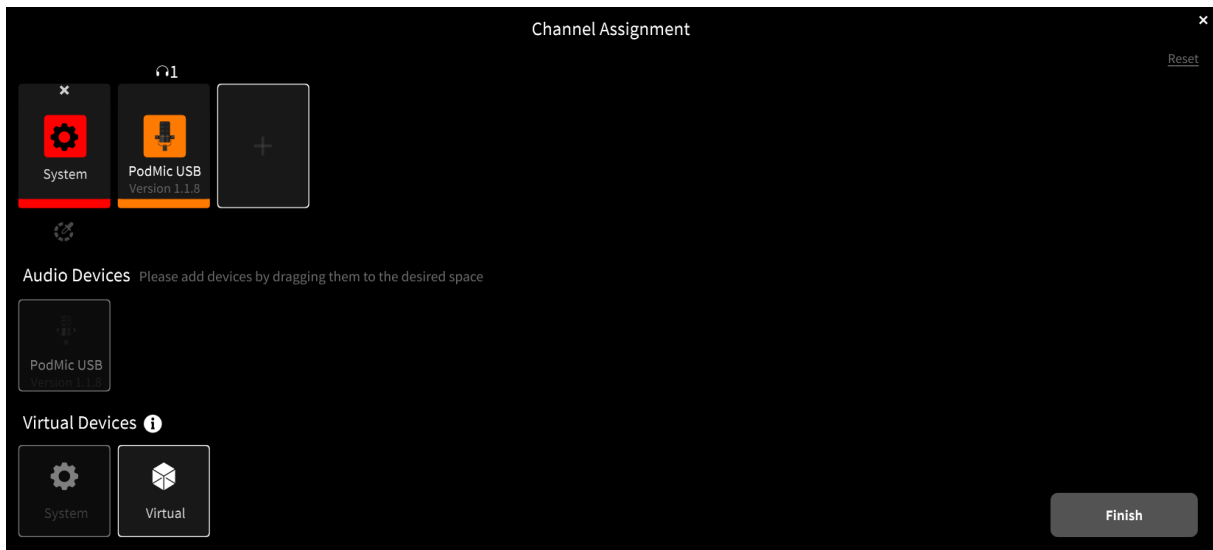 Channel Assignment
Reset
1
System
PodMic USB
Version 1.1.8
Audio Devices Please add devices by dragging them to the desired space
PodMic USB
Version 1.1.8
Virtual Devices
System
Virtual
Finish